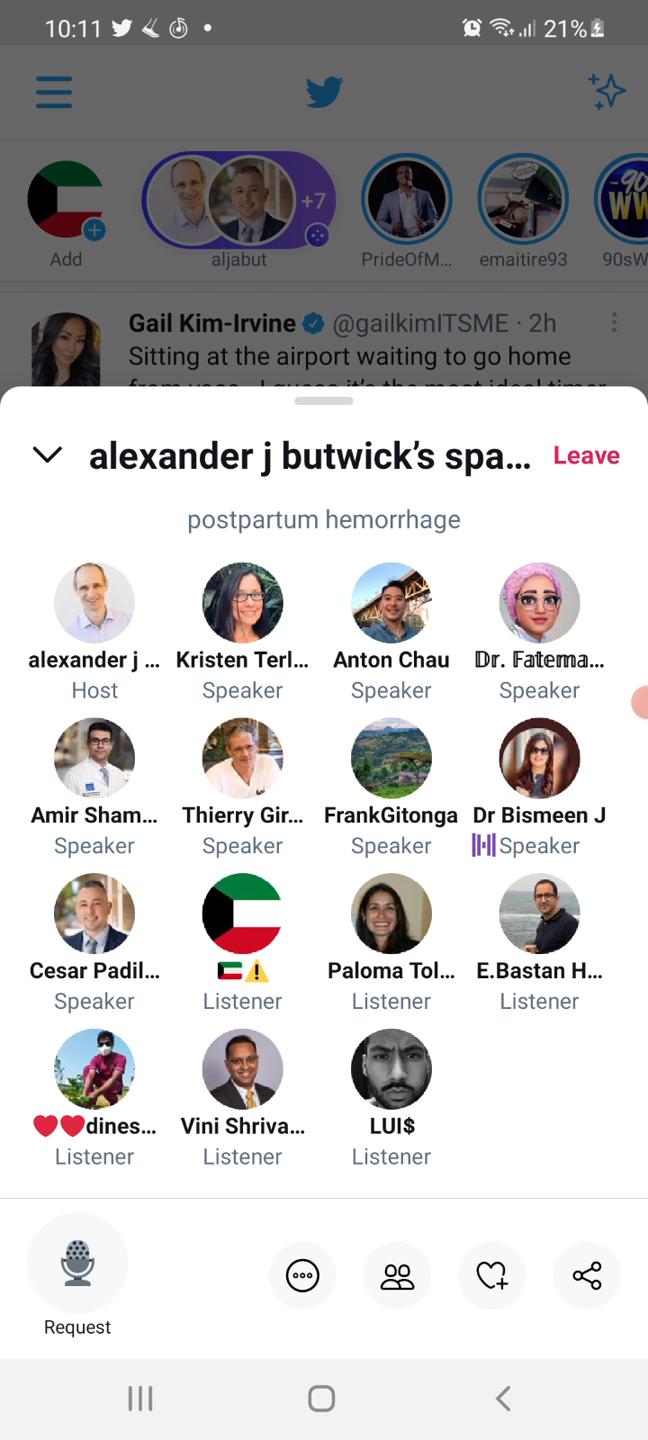 10:11
21%
+7
Add
aljabut
PrideOfM...
emaitire93
90sW
Gail Kim-Irvine @gailkimITSME · 2h
Sitting at the airport waiting to go home
alexander j butwick’s spa...
Leave
postpartum hemorrhage
alexander j ...
Kristen Terl...
Anton Chau
𝔻𝕣. 𝔽𝕒𝕥𝕖𝕞𝕒...
Host
Speaker
Speaker
Speaker
Amir Sham...
Thierry Gir...
FrankGitonga
Dr Bismeen J
Speaker
Speaker
Speaker
Speaker
Cesar Padil...
🇰🇼⚠️
Paloma Tol...
E.Bastan H...
Speaker
Listener
Listener
Listener
❤️❤️dines...
Vini Shriva...
LUI$
Listener
Listener
Listener
Request